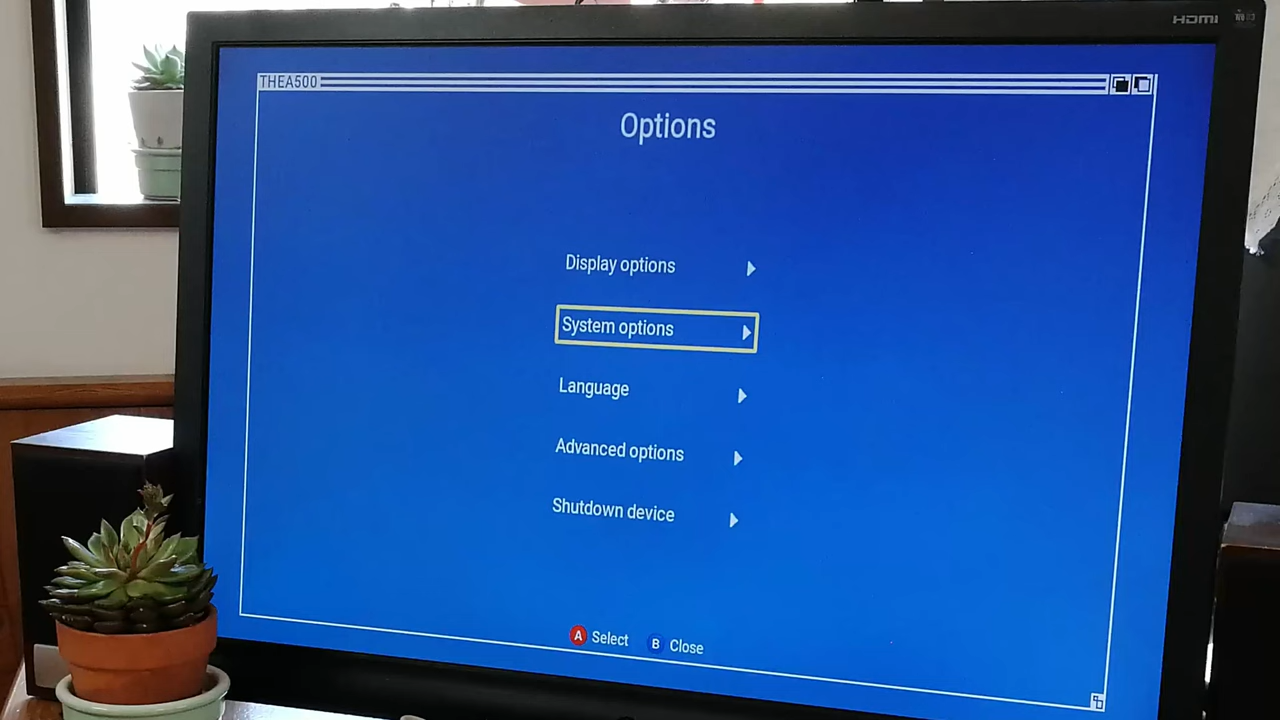 HDMI
THEA500
Options
Display options
System options
Language
Advanced options
Shutdown device
A Select B Close